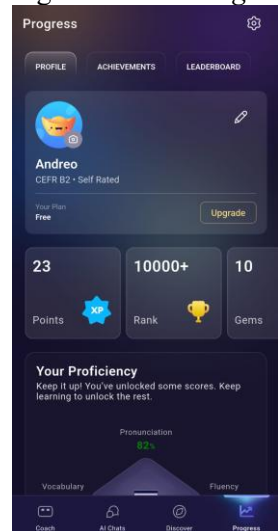 Progress
PROFILE ACHIEVEMENTS LEADERBOARD
Andreo
CEFR B2 • Self Rated
Your Plan
Free
Upgrade
23 10000+ 10
XP
Points Rank Gems
Your Proficiency
Keep it up! You've unlocked some scores. Keep
learning to unlock the rest.
Pronunciation
82%
Vocabulary Fluency
Coach AI Chats Discover Progress